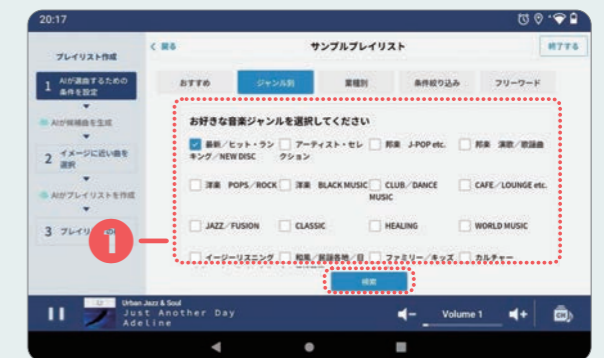 20:17
プレイリスト作成
1 AIが選曲するための
条件を設定
AIが候補曲を生成
2 イメージに近い曲を
選択
AIがプレイリストを作成
3 プレイリ
< 戻る
サンプルプレイリスト
終了する
おすすめ
ジャンル別
業種別
条件絞り込み
フリーワード
お好きな音楽ジャンルを選択してください
最新/ヒット・ラン
キング/NEW DISC
アーティスト・セレ
クション
邦楽 J-POP etc.
邦楽 演歌/歌謡曲
洋楽 POPS/ROCK
洋楽 BLACK MUSIC
CLUB/DANCE
MUSIC
CAFE/LOUNGE etc.
JAZZ/FUSION
CLASSIC
HEALING
WORLD MUSIC
イージーリスニング
和風/民謡各地/日
ファミリー/キッズ
カルチャー
検索
1
Urban Jazz & Soul
Just Another Day
Adeline
Volume 1
CH